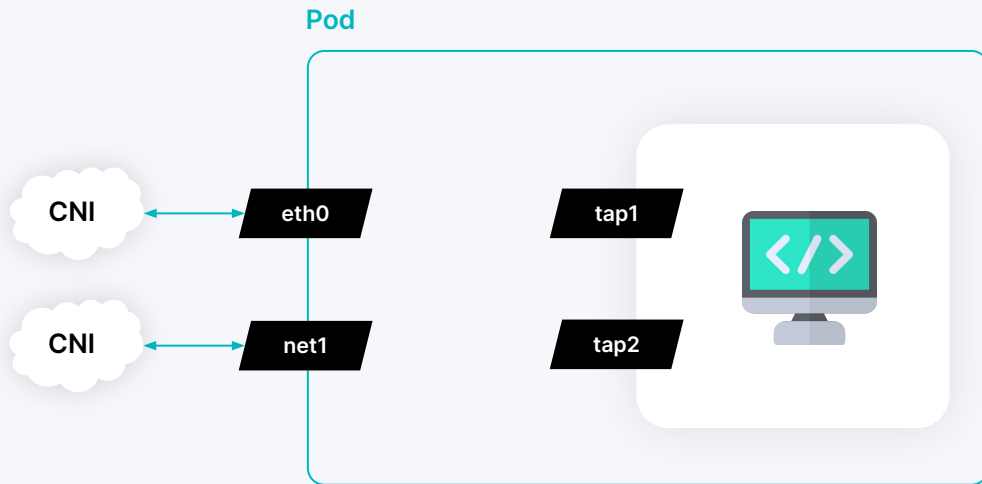 Pod
CNI
eth0
tap1
CNI
net1
tap2